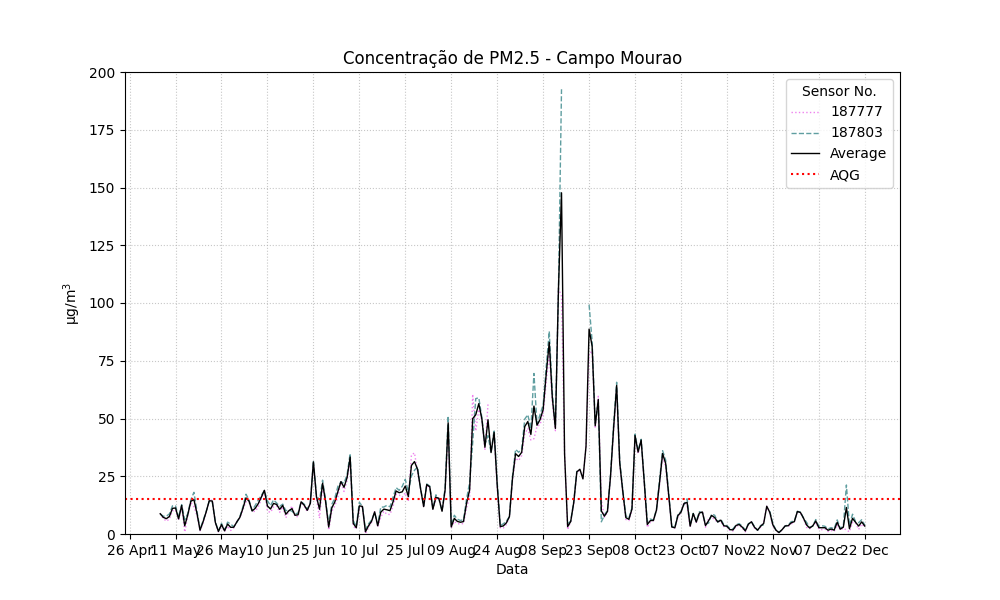 Concentração de PM2.5 - Campo Mourao
200
175
150
125
100
75
50
25
0
µg/m³
Sensor No.
187777
187803
Average
AQG
26 Apr 11 May 26 May 10 Jun 25 Jun 10 Jul 25 Jul 09 Aug 24 Aug 08 Sep 23 Sep 08 Oct 23 Oct 07 Nov 22 Nov 07 Dec 22 Dec
Data